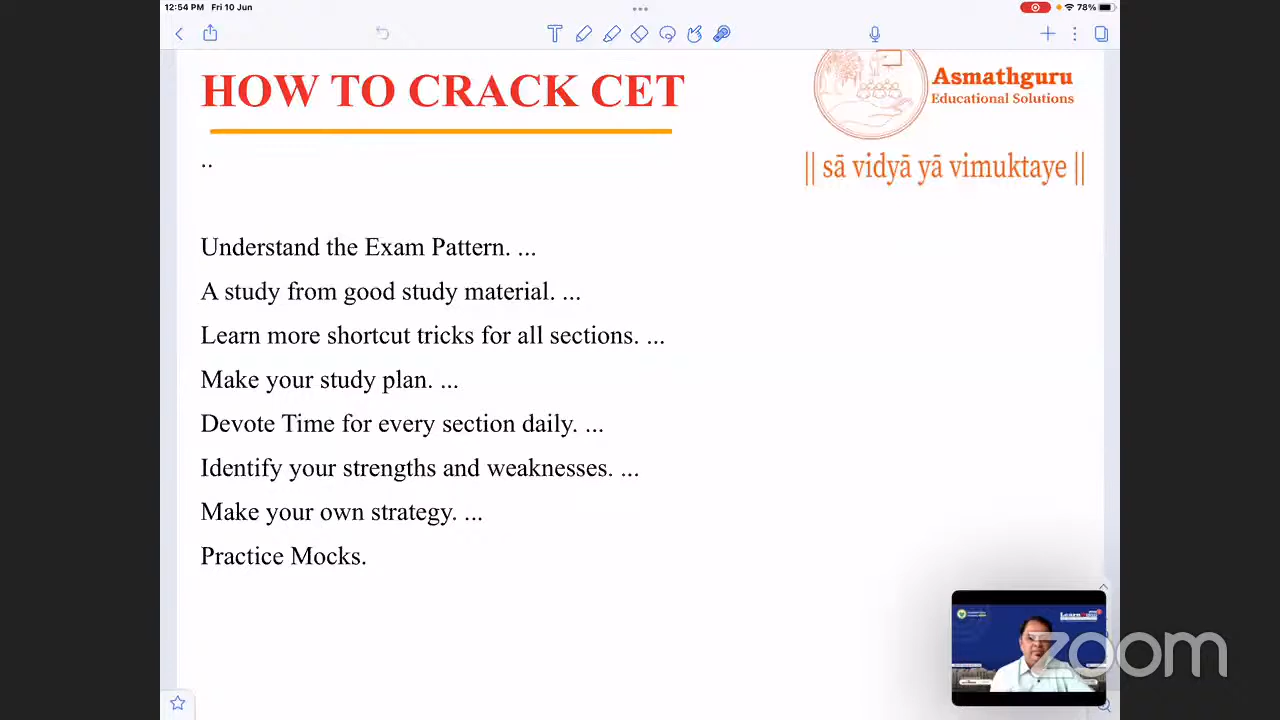 12:54 PM Fri 10 Jun
78%
HOW TO CRACK CET
Asmathguru
Educational Solutions
|| sā vidyā yā vimuktaye ||
..
Understand the Exam Pattern. ...
A study from good study material. ...
Learn more shortcut tricks for all sections. ...
Make your study plan. ...
Devote Time for every section daily. ...
Identify your strengths and weaknesses. ...
Make your own strategy. ...
Practice Mocks.
zoom